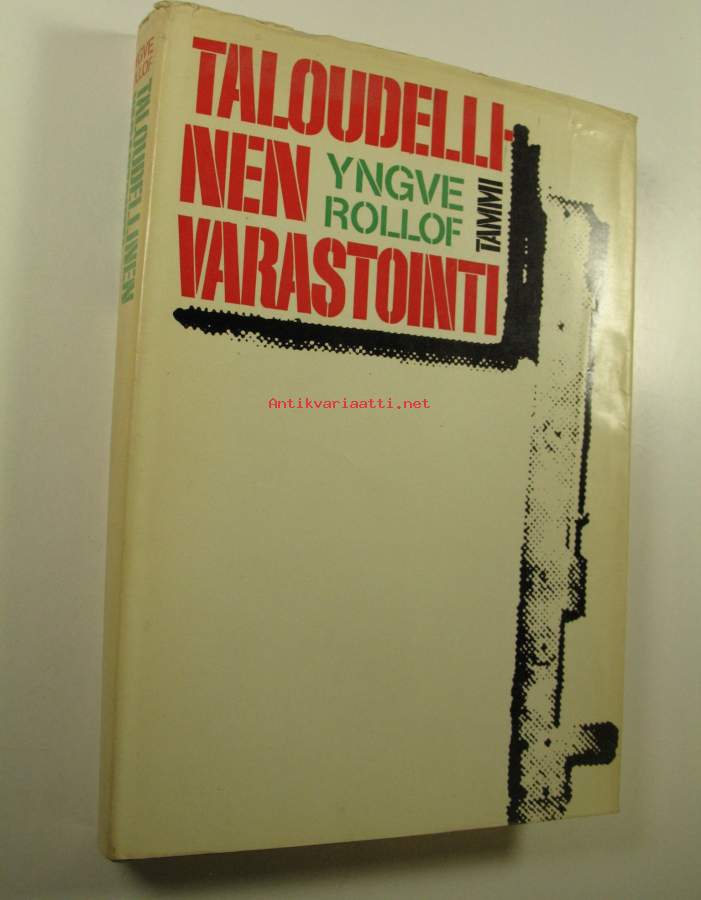 TALOUDELLI-
NEN
VARASTOINTI
YNGVE
ROLLOF
TAMMI
Antikvariaatti.net
YNGVE
ROLLOF
TALOUDELLINEN